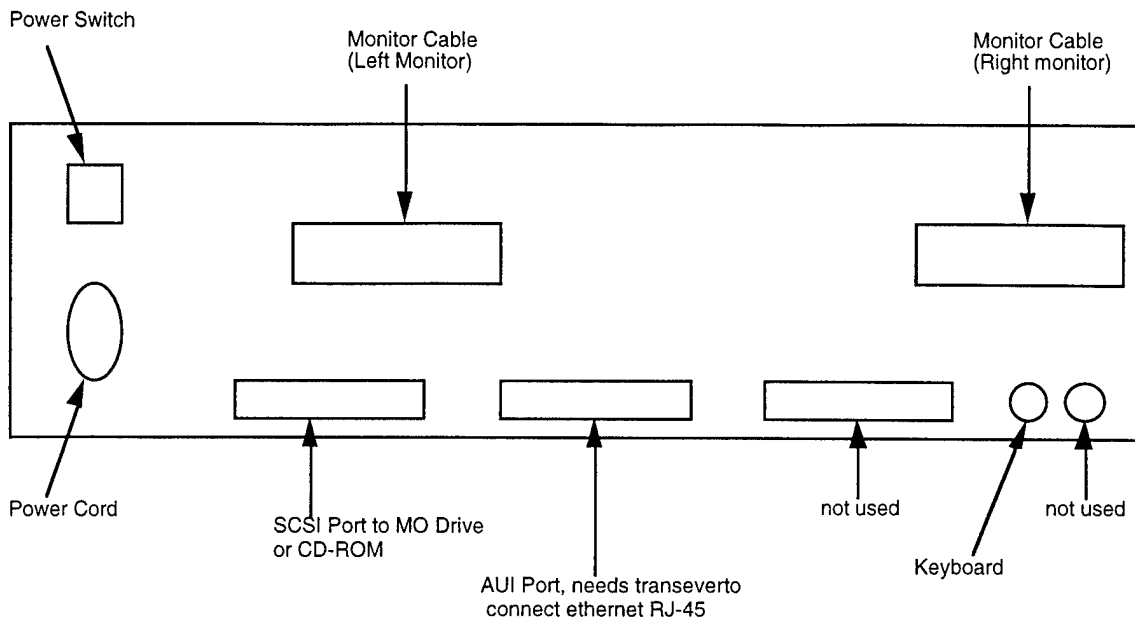 Power Switch
Monitor Cable
(Left Monitor)
Monitor Cable
(Right monitor)
Power Cord
SCSI Port to MO Drive
or CD-ROM
AUI Port, needs transeverto
connect ethernet RJ-45
not used
Keyboard
not used